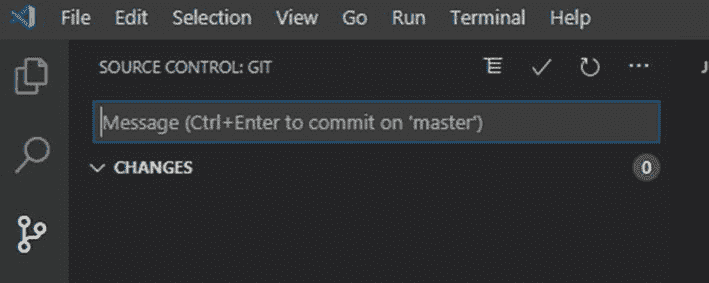 File Edit Selection View Go Run Terminal Help
SOURCE CONTROL: GIT
Message (Ctrl+Enter to commit on 'master')
CHANGES 0